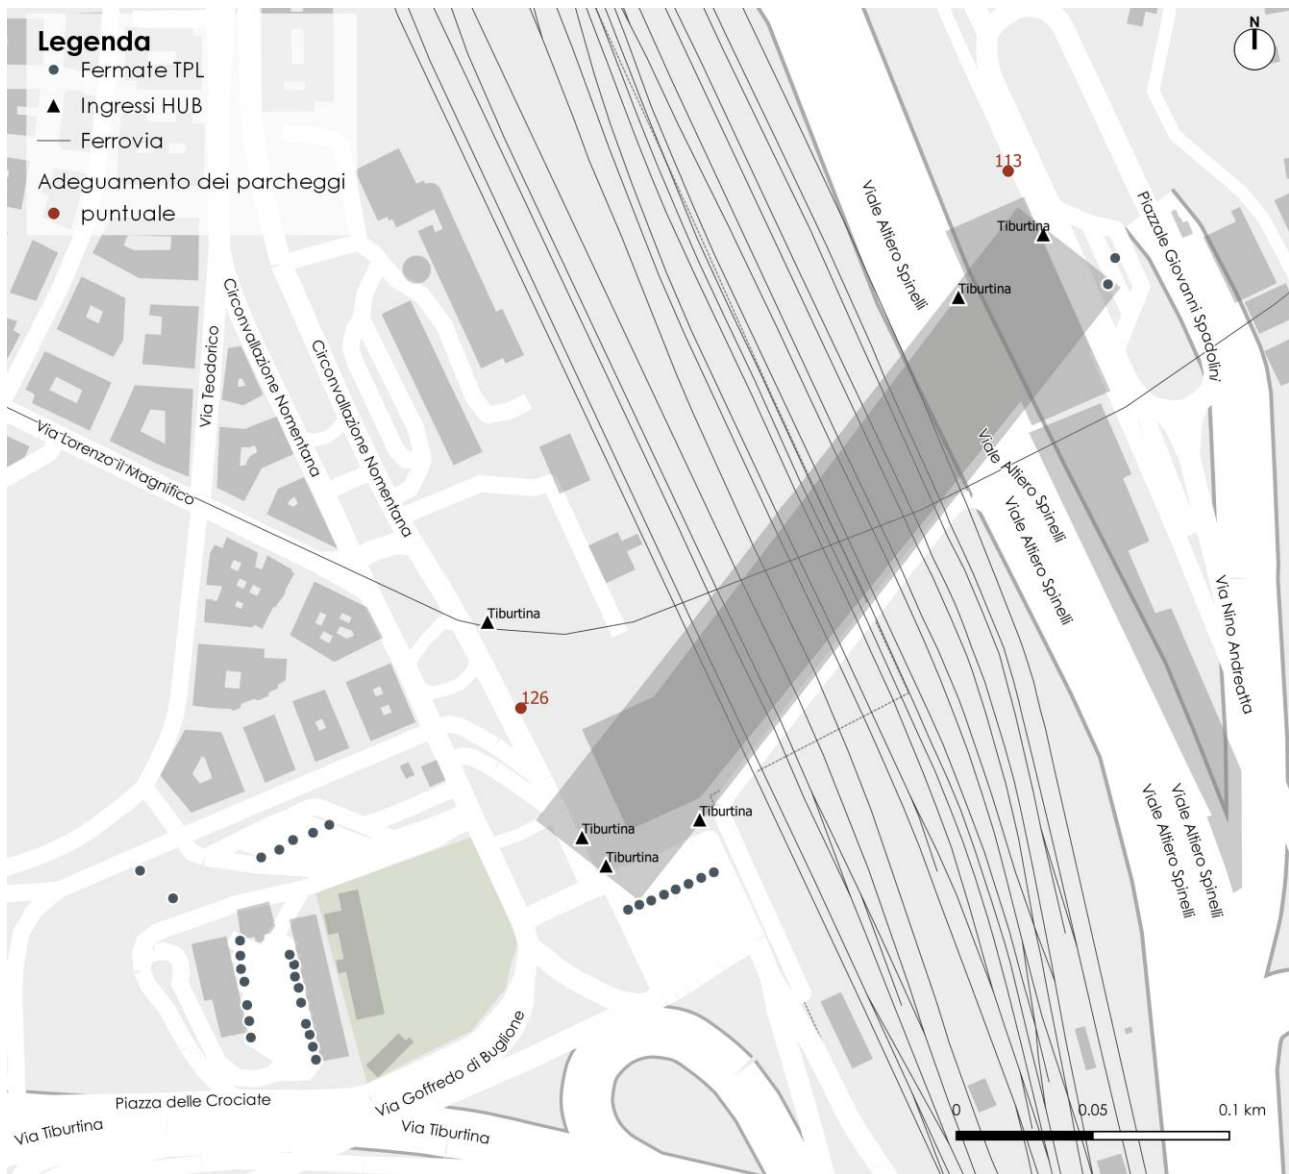 Legenda
Fermate TPL
Ingressi HUB
Ferrovia
Adeguamento dei parcheggi
puntuale
N
113
Tiburtina
Tiburtina
Viale Altiero Spinelli
Piazzale Giovanni Spadolini
Circonvallazione Nomentana
Circonvallazione Nomentana
Via Teodorico
Via Lorenzo il Magnifico
Viale Altiero Spinelli
Viale Altiero Spinelli
Via Nino Andreatta
Tiburtina
126
Tiburtina
Tiburtina
Tiburtina
Viale Altiero Spinelli
Viale Altiero Spinelli
Via Goffredo di Buglione
Piazza delle Crociate
Via Tiburtina
Via Tiburtina
0 0.05 0.1 km